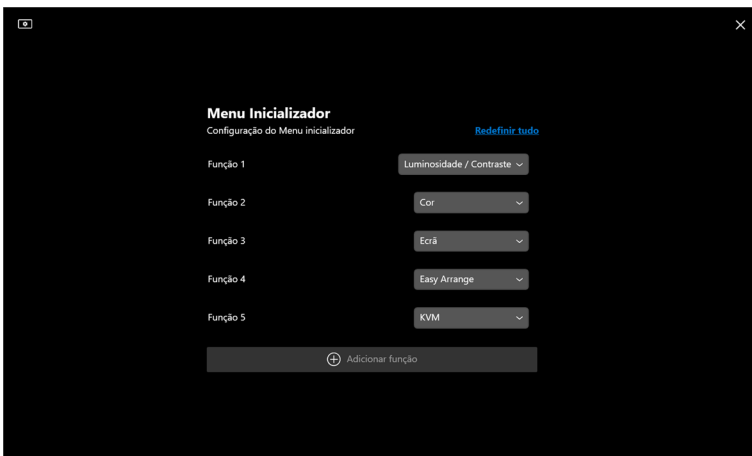 Menu Inicializador
Configuração do Menu inicializador
Redefinir tudo
Função 1
Luminosidade / Contraste
Função 2
Cor
Função 3
Ecrã
Função 4
Easy Arrange
Função 5
KVM
Adicionar função